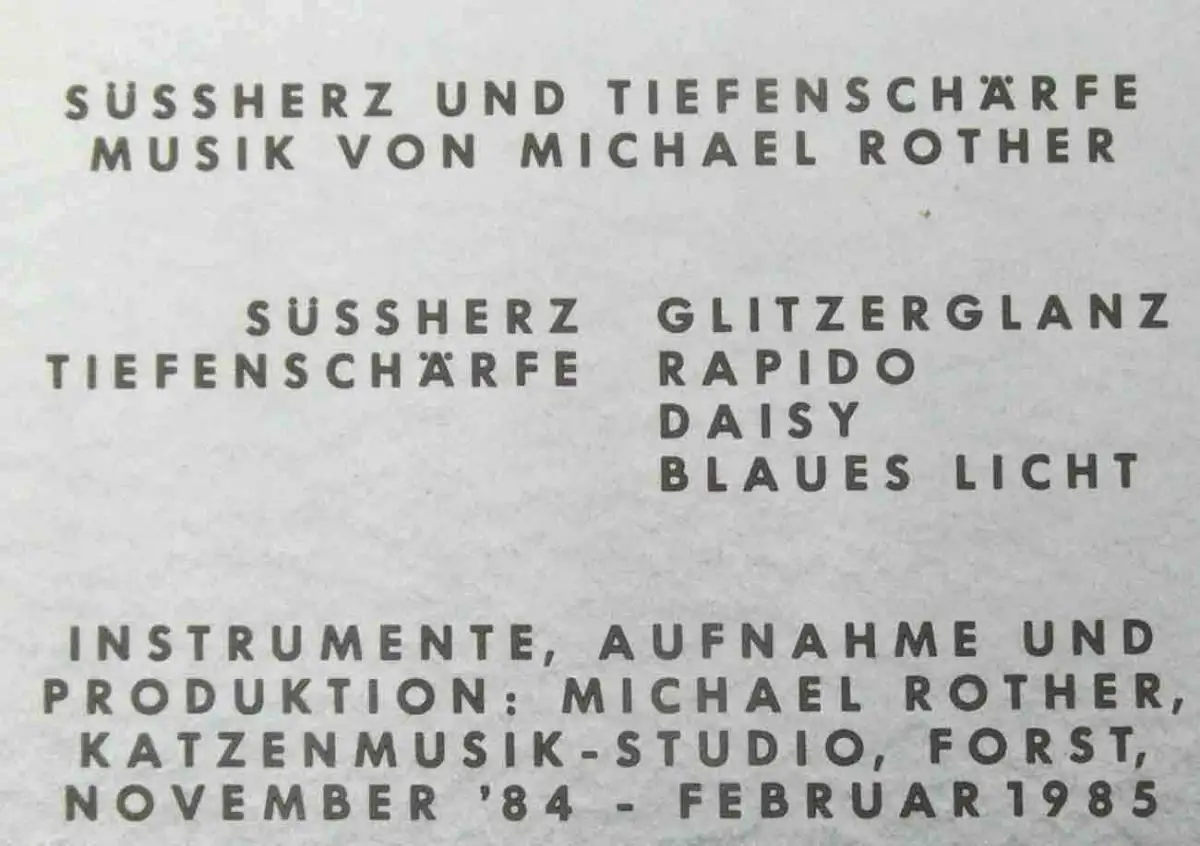 SÜSSHERZ UND TIEFENSCHÄRFE
MUSIK VON MICHAEL ROTHER
SÜSSHERZ
TIEFENSCHÄRFE
GLITZERGLANZ
RAPIDO
DAISY
BLAUES LICHT
INSTRUMENTE, AUFNAHME UND
PRODUKTION: MICHAEL ROTHER,
KATZENMUSIK-STUDIO, FORST,
NOVEMBER '84 - FEBRUAR 1985